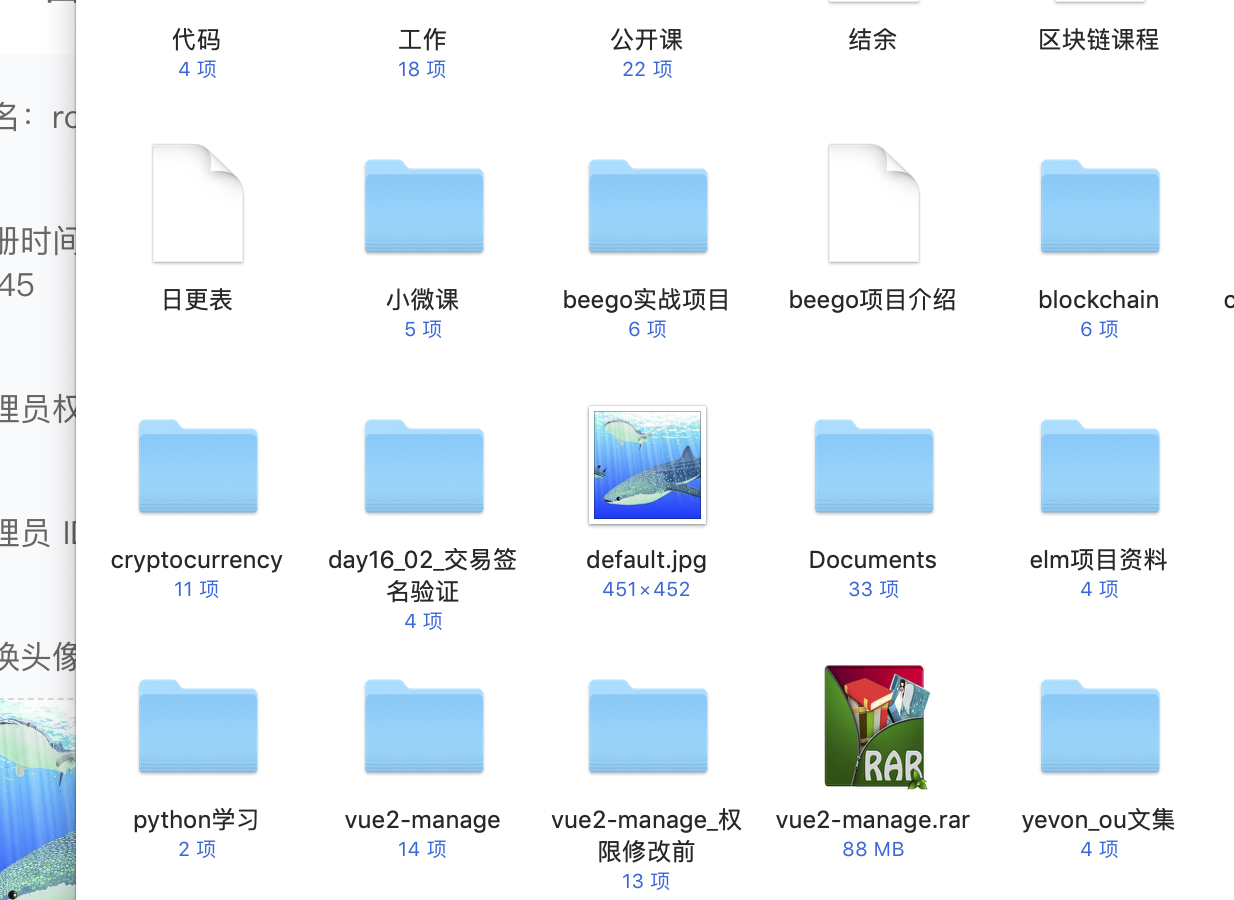 代码
4 项
工作
18 项
公开课
22 项
结余
区块链课程
名：
册时间
45
日更表
小微课
5 项
beego实战项目
6 项
beego项目介绍
blockchain
6 项
理员权
cryptocurrency
11 项
day16_02_交易签
名验证
4 项
default.jpg
451×452
Documents
33 项
elm项目资料
4 项
理员
换头像
python学习
2 项
vue2-manage
14 项
vue2-manage_权
限修改前
13 项
RAR
vue2-manage.rar
88 MB
yevon_ou文集
4 项